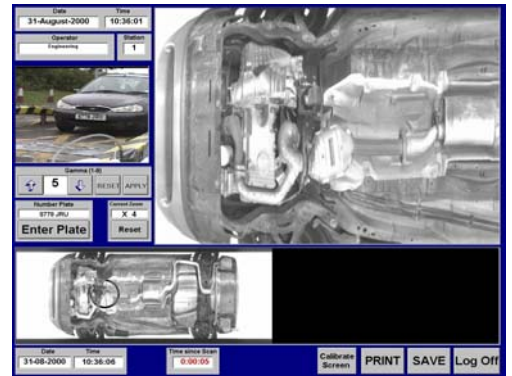 Date Time
31-August-2000 10:36:01
Operator Station
Engineering 1
Gamma (1-9)
5 RESET APPLY
Number Plate Current Zoom
S778 JRU X 4
Enter Plate Reset
Date Time Time since Scan
31-08-2000 10:36:06 0:00:05
Calibrate
Screen
PRINT SAVE Log Off